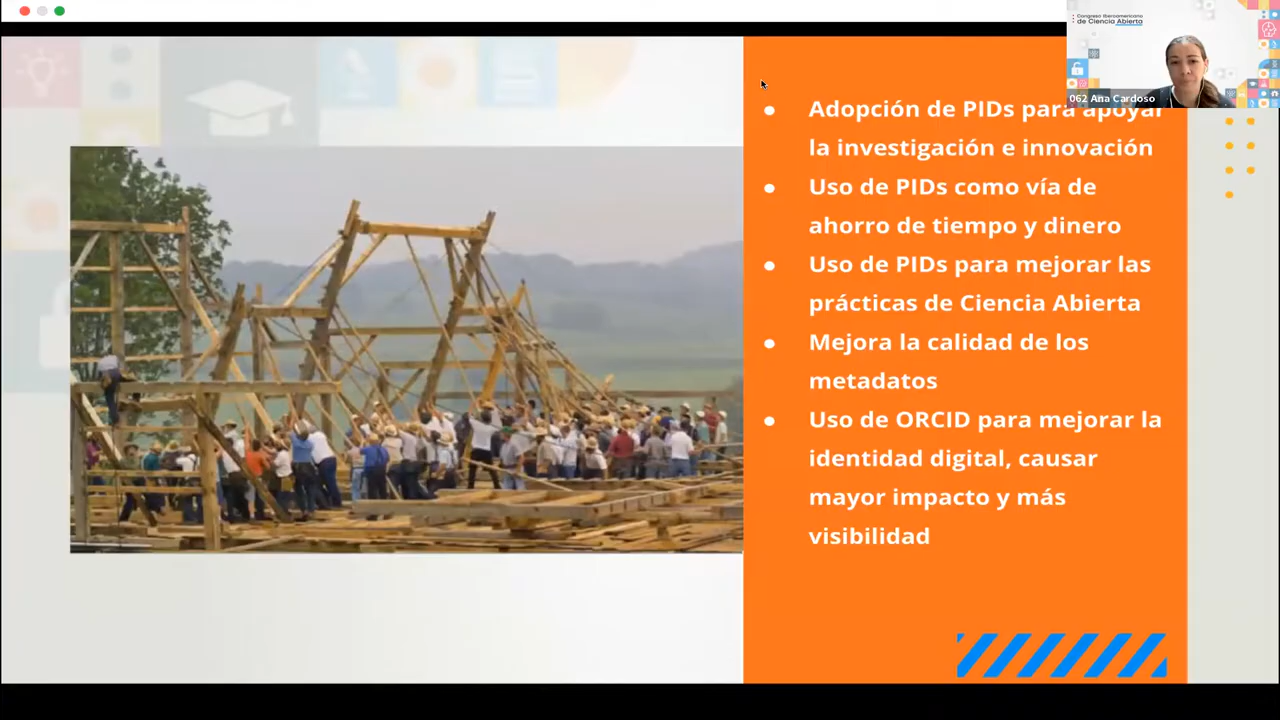 Congreso Iberoamericano
de Ciencia Abierta
062 Ana Cardoso
● Adopción de PIDs para apoyar
la investigación e innovación
● Uso de PIDs como vía de
ahorro de tiempo y dinero
● Uso de PIDs para mejorar las
prácticas de Ciencia Abierta
● Mejora la calidad de los
metadatos
● Uso de ORCID para mejorar la
identidad digital, causar
mayor impacto y más
visibilidad